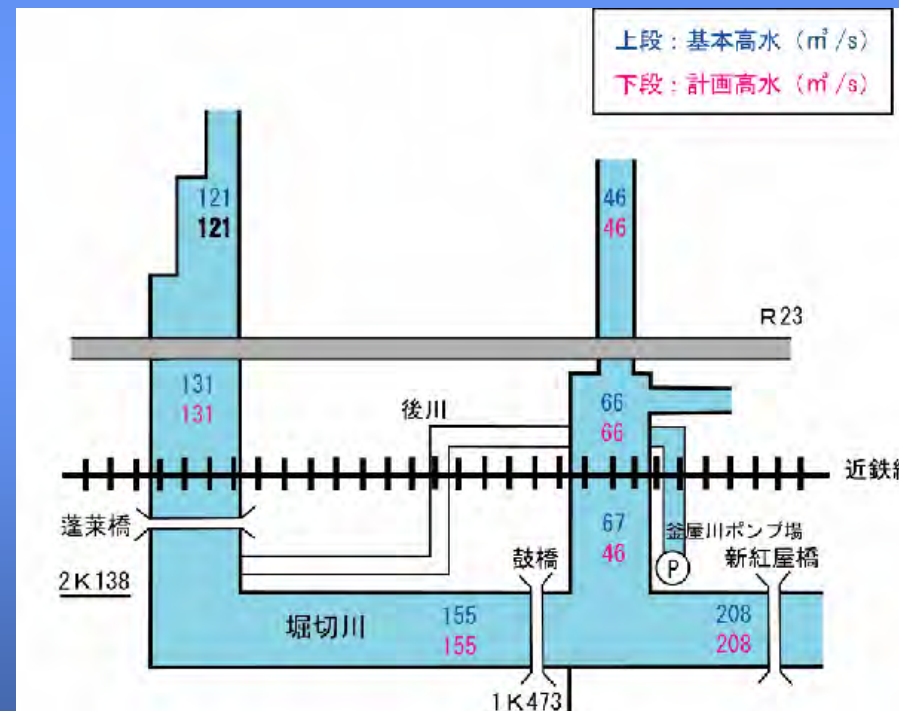 上段：基本高水（㎥/s）
下段：計画高水（㎥/s）
121
121
46
46
R23
131
131
後川
66
66
近鉄線
蓬莱橋
67
46
釜屋川ポンプ場
鼓橋
P
新紅屋橋
2K138
堀切川
155
155
208
208
1K473